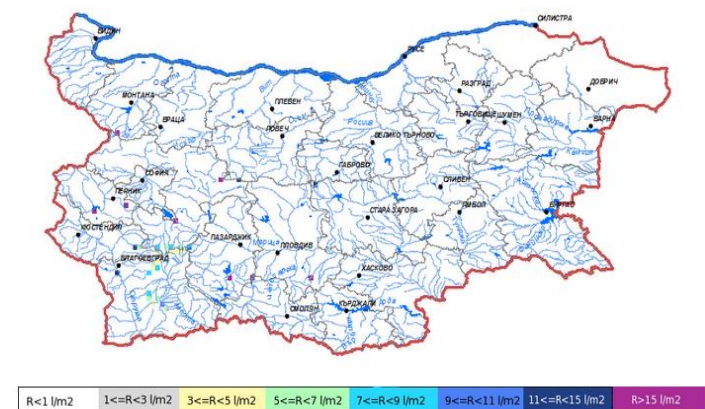 СИЛИСТРА
ВИДИН
РУСЕ
ДОБРИЧ
РАЗГРАД
МОНТАНА
ПЛЕВЕН
ТЪРГОВИЩЕ ШУМЕН
ВРАЦА
ВАРНА
ЛОВЕЧ
ВЕЛИКО ТЪРНОВО
ГАБРОВО
СОФИЯ
СЛИВЕН
ПЕРНИК
СТАРА ЗАГОРА
ЯМБОЛ
БУРГАС
КЮСТЕНДИЛ
ПАЗАРДЖИК
Марица
ПЛОВДИВ
БЛАГОЕВГРАД
ХАСКОВО
КЪРДЖАЛИ
СМОЛЯН
R<1 l/m2 1<=R<3 l/m2 3<=R<5 l/m2 5<=R<7 l/m2 7<=R<9 l/m2 9<=R<11 l/m2 11<=R<15 l/m2 R>15 l/m2